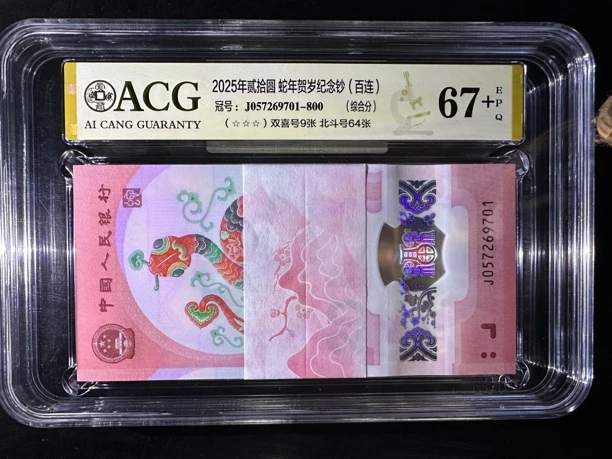 ACG
AI CANG GUARANTY
2025年贰拾圆 蛇年贺岁纪念钞(百连)
冠号:J057269701-800 (综合分)
(☆☆☆)双喜号9张 北斗号64张
67+
EPQ
中国人民银行
J057269701